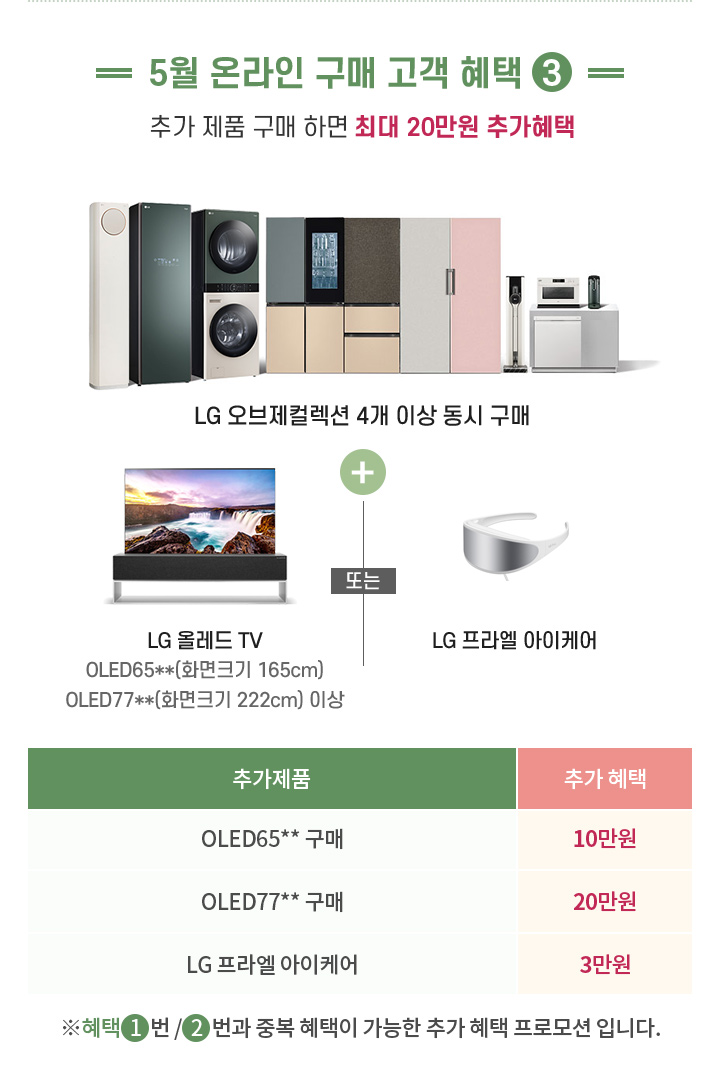 5월 온라인 구매 고객 혜택 3
추가 제품 구매 하면 최대 20만원 추가혜택
LG 오브제컬렉션 4개 이상 동시 구매
+
또는
LG 올레드 TV
OLED65**(화면크기 165cm)
OLED77**(화면크기 222cm) 이상
LG 프라엘 아이케어
추가제품 추가 혜택
OLED65** 구매 10만원
OLED77** 구매 20만원
LG 프라엘 아이케어 3만원
※혜택1번 /2번과 중복 혜택이 가능한 추가 혜택 프로모션 입니다.